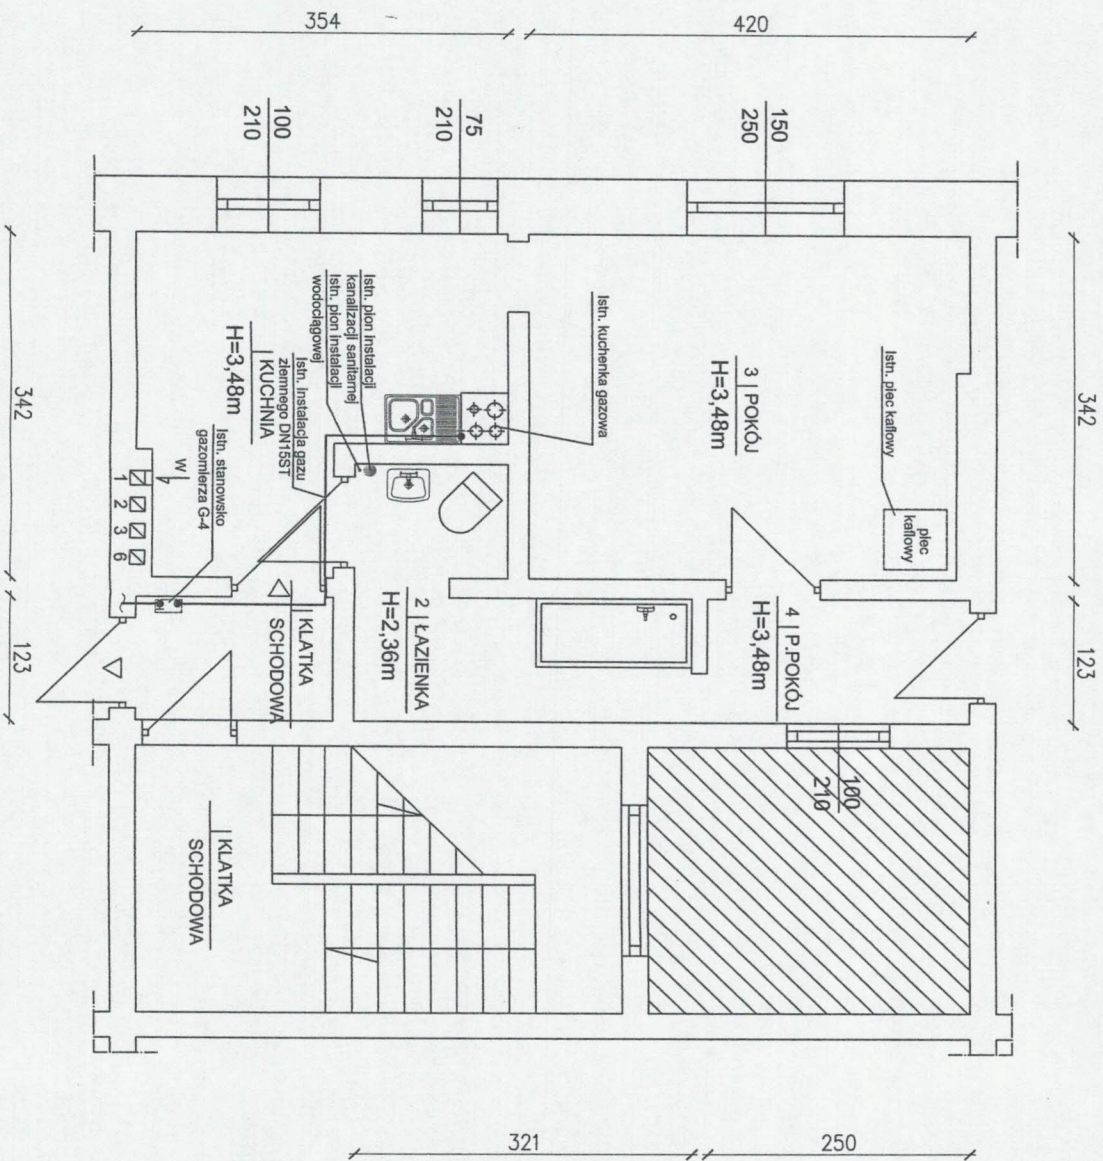 354
420
100
210
75
210
150
250
342
123
342
123
Istn. pion instalacji
kanalizacji sanitarnej
Istn. pion instalacji
wodociągowej
Istn. instalacja gazu
ziemnego DN15ST
Istn. kuchenka gazowa
3 | POKÓJ
H=3,48m
Istn. piec kaflowy
piec
kaflowy
| KUCHNIA
H=3,48m
Istn. stanowsko
gazomierza G-4
W
1
2
3
6
2 | ŁAZIENKA
H=2,36m
4 | P.POKÓJ
H=3,48m
| KLATKA
SCHODOWA
100
210
| KLATKA
SCHODOWA
321
250